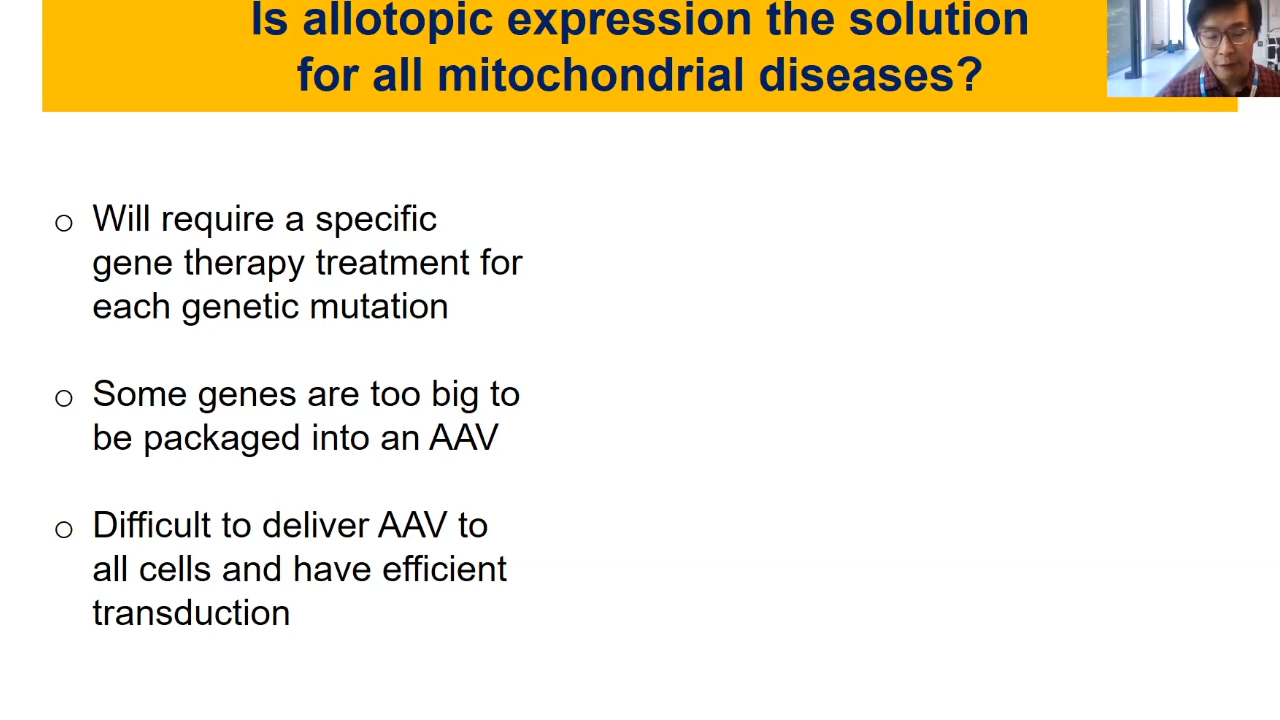 Is allotopic expression the solution
for all mitochondrial diseases?
o Will require a specific
gene therapy treatment for
each genetic mutation
o Some genes are too big to
be packaged into an AAV
o Difficult to deliver AAV to
all cells and have efficient
transduction